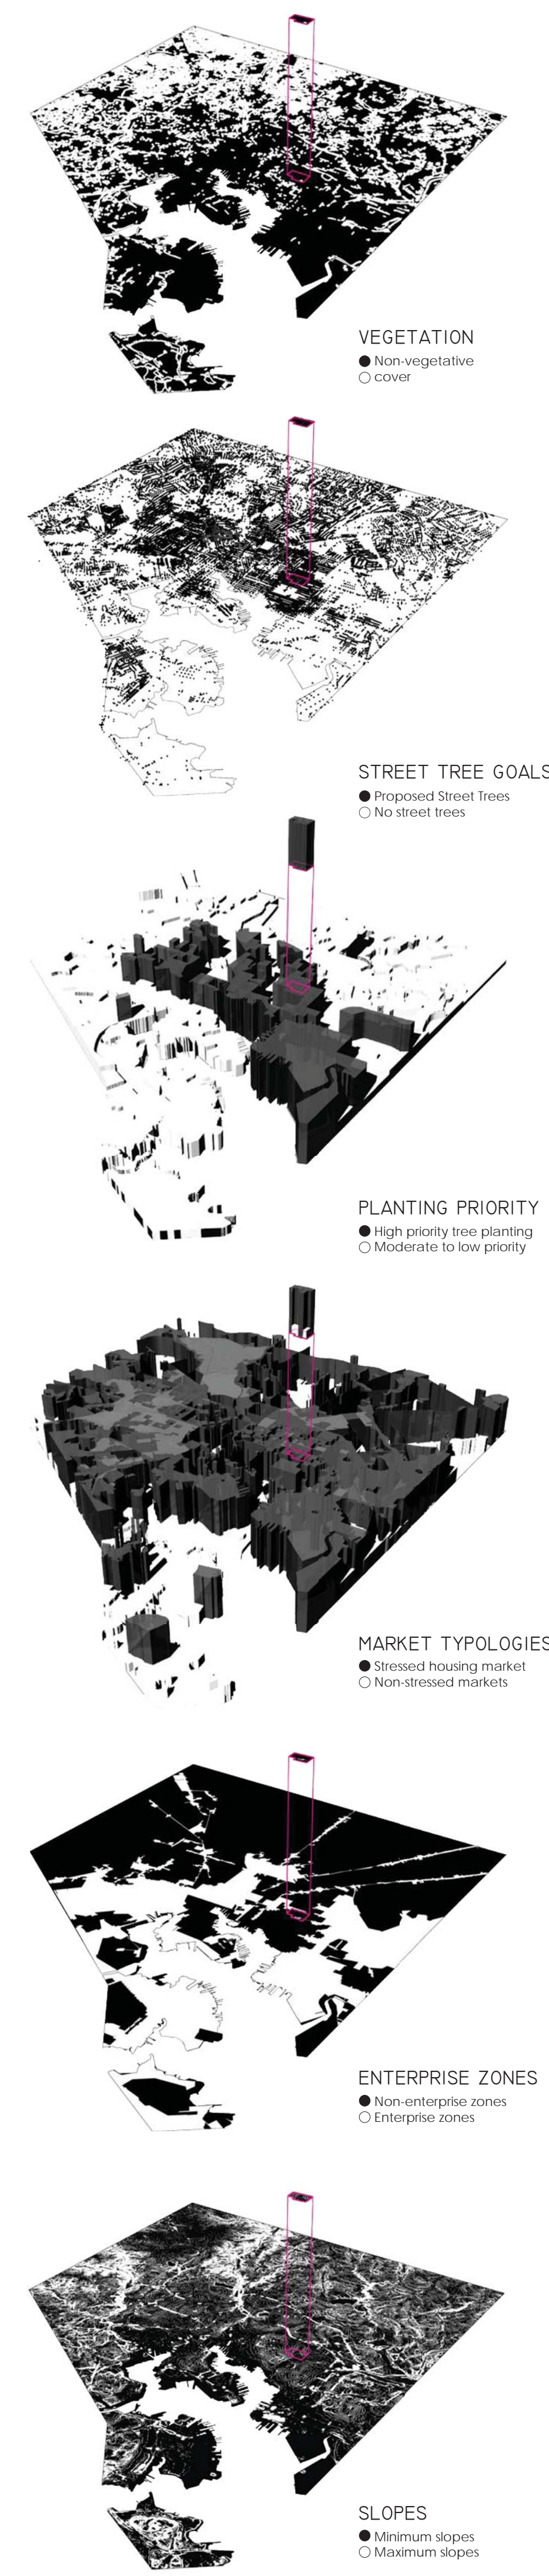 VEGETATION
Non-vegetative
cover
STREET TREE GOALS
Proposed Street Trees
No street trees
PLANTING PRIORITY
High priority tree planting
Moderate to low priority
MARKET TYPOLOGIES
Stressed housing market
Non-stressed markets
ENTERPRISE ZONES
Non-enterprise zones
Enterprise zones
SLOPES
Minimum slopes
Maximum slopes